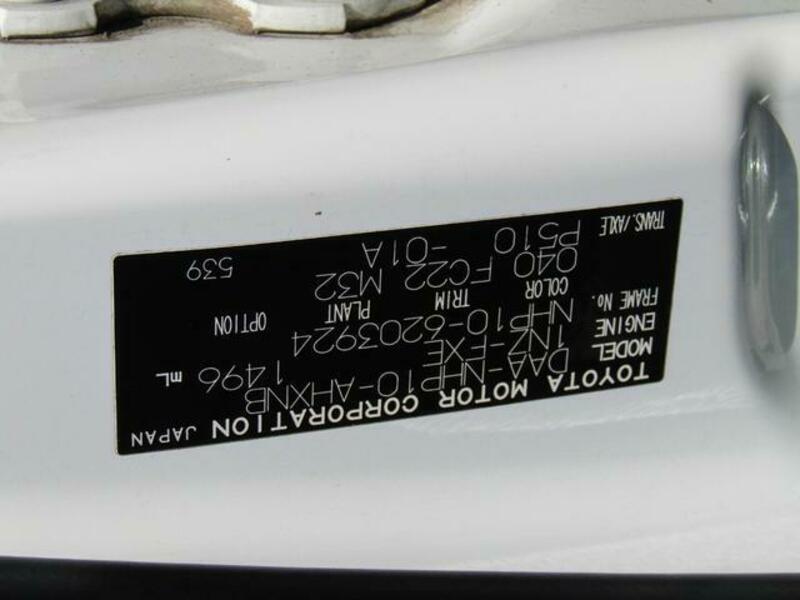 TOYOTA MOTOR CORPORATION JAPAN
MODEL DAA-NHP10-AHXNB
ENGINE 1NZ-FXE 1496 mL
FRAME No. NHP10-6203924
COLOR TRIM PLANT OPTION
040 FC22 M32
TRANS./AXLE P510 -01A 539